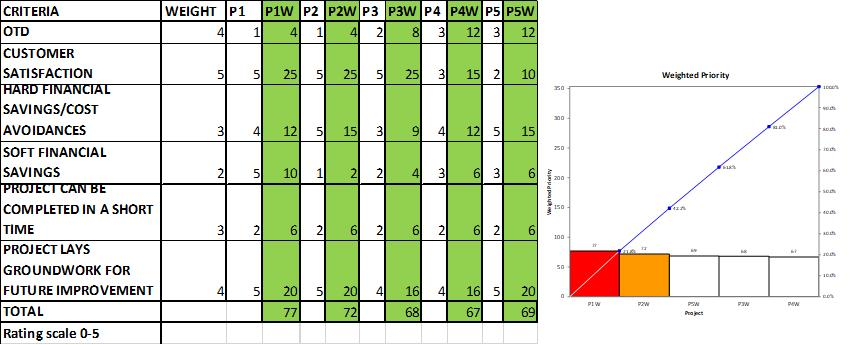 CRITERIA WEIGHT P1 P1W P2 P2W P3 P3W P4 P4W P5 P5W
OTD 4 1 4 1 4 2 8 3 12 3 12
CUSTOMER
SATISFACTION 5 5 25 5 25 5 25 3 15 2 10
HARD FINANCIAL
SAVINGS/COST
AVOIDANCES 3 4 12 5 15 3 9 4 12 5 15
SOFT FINANCIAL
SAVINGS 2 5 10 1 2 2 4 3 6 3 6
PROJECT CAN BE
COMPLETED IN A SHORT
TIME 3 2 6 2 6 2 6 2 6 2 6
PROJECT LAYS
GROUNDWORK FOR
FUTURE IMPROVEMENT 4 5 20 5 20 4 16 4 16 5 20
TOTAL 77 72 68 67 69
Rating scale 0-5
Weighted Priority
350
300
250
200
150
100
50
0
Weighted Priority
77
72
69
68
67
42.2%
81.0%
100.0%
90.0%
80.0%
70.0%
60.0%
50.0%
40.0%
30.0%
20.0%
10.0%
0.0%
P1W P2W P5W P3W P4W
Project